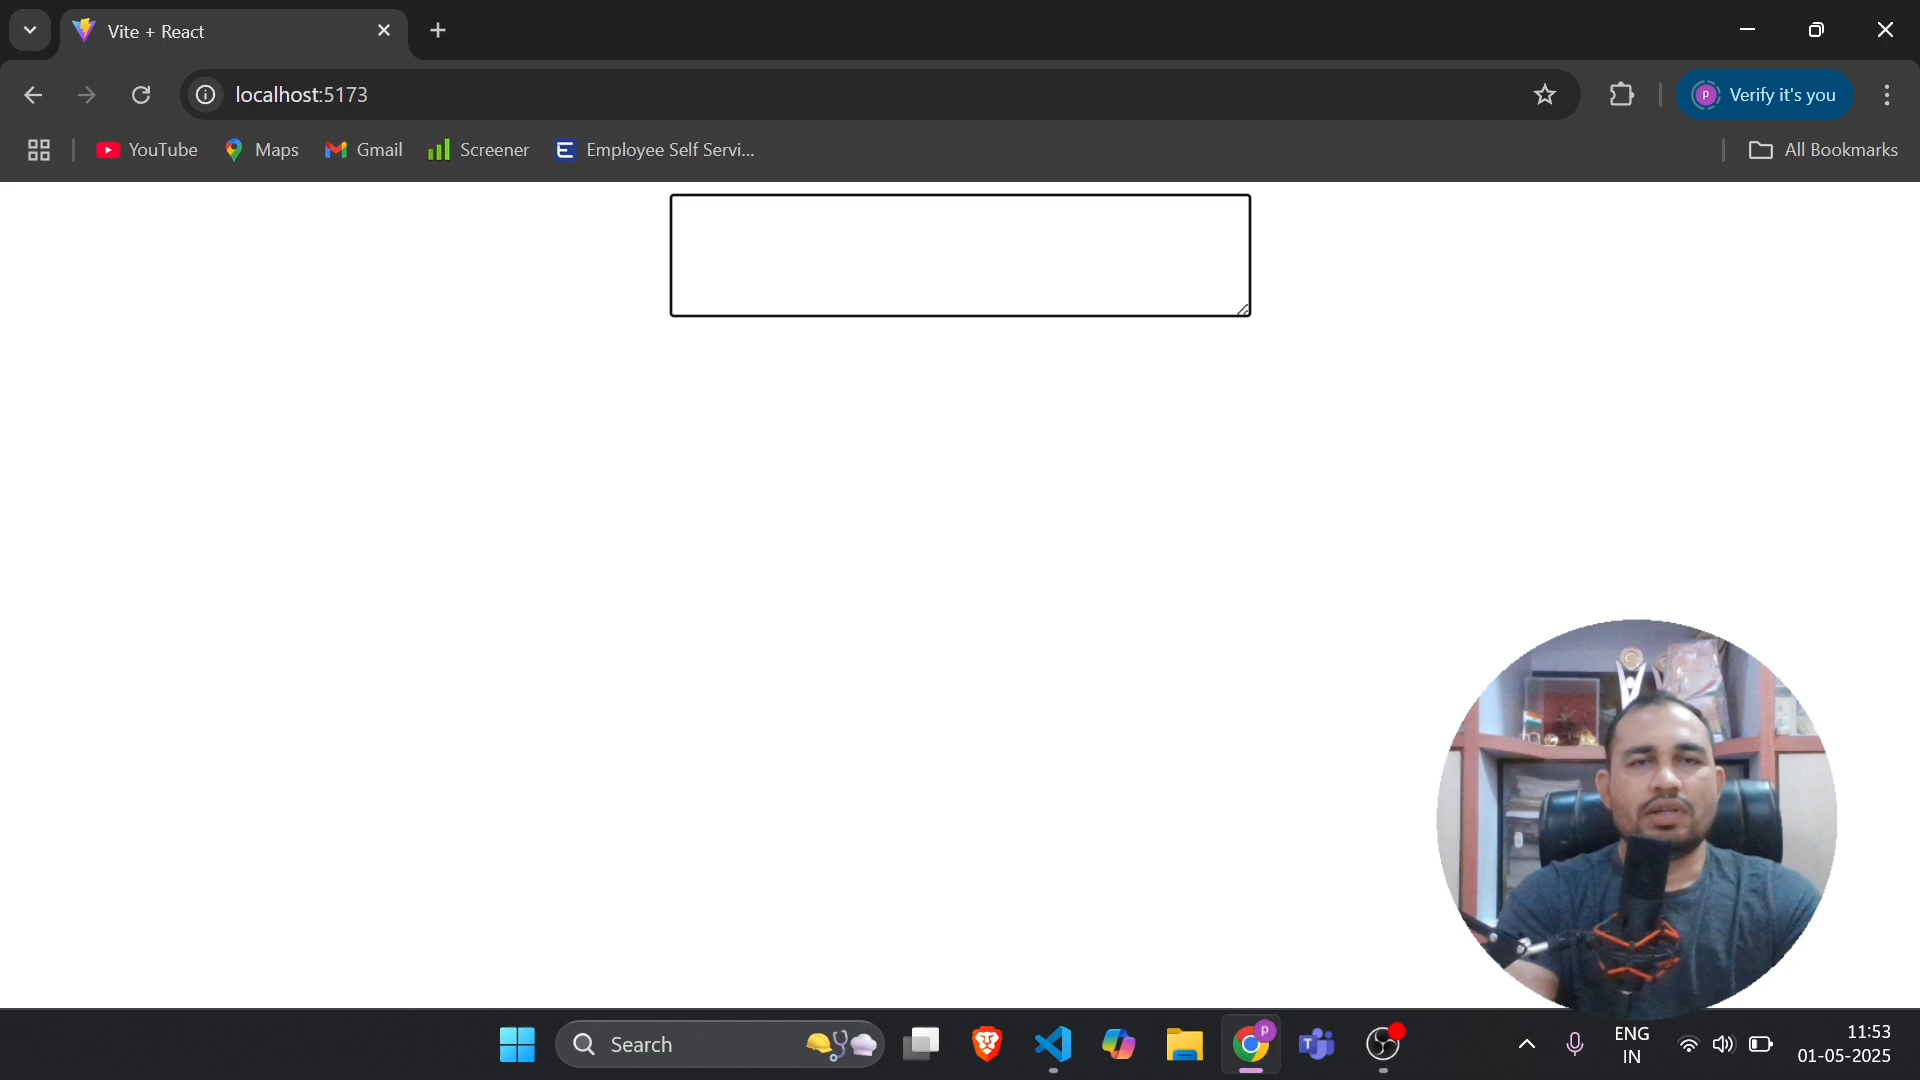 Vite + React
localhost:5173
Verify it's you
YouTube
Maps
Gmail
Screener
Employee Self Servi...
All Bookmarks
Search
ENG
IN
11:53
01-05-2025